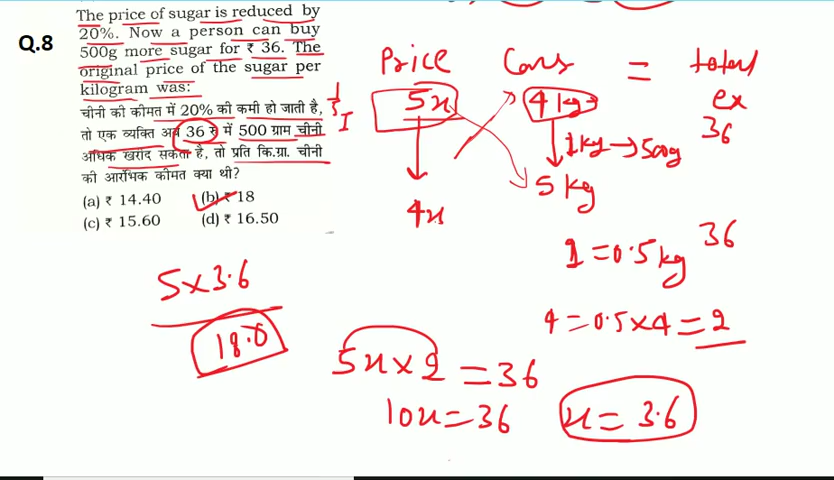 The price of sugar is reduced by
Q.8
20%. Now a person can buy
500g more sugar for ₹ 36. The
original price of the sugar per
kilogram was:
चीनी की कीमत में 20% की कमी हो जाती है,
तो एक व्यक्ति अब 36 रु में 500 ग्राम चीनी
अधिक खरीद सकता है, तो प्रति कि.ग्रा. चीनी
की आरंभिक कीमत क्या थी?
(a) ₹ 14.40 (b) ₹ 18
(c) ₹ 15.60 (d) ₹ 16.50
Price Cons = total
ex
5x 4 kg 36
1kg → 500g
4x 5 kg
36
1 = 0.5 kg
4 = 0.5 x 4 = 2
5x x 2 = 36
10x = 36
x = 3.6
5 x 3.6
18.0